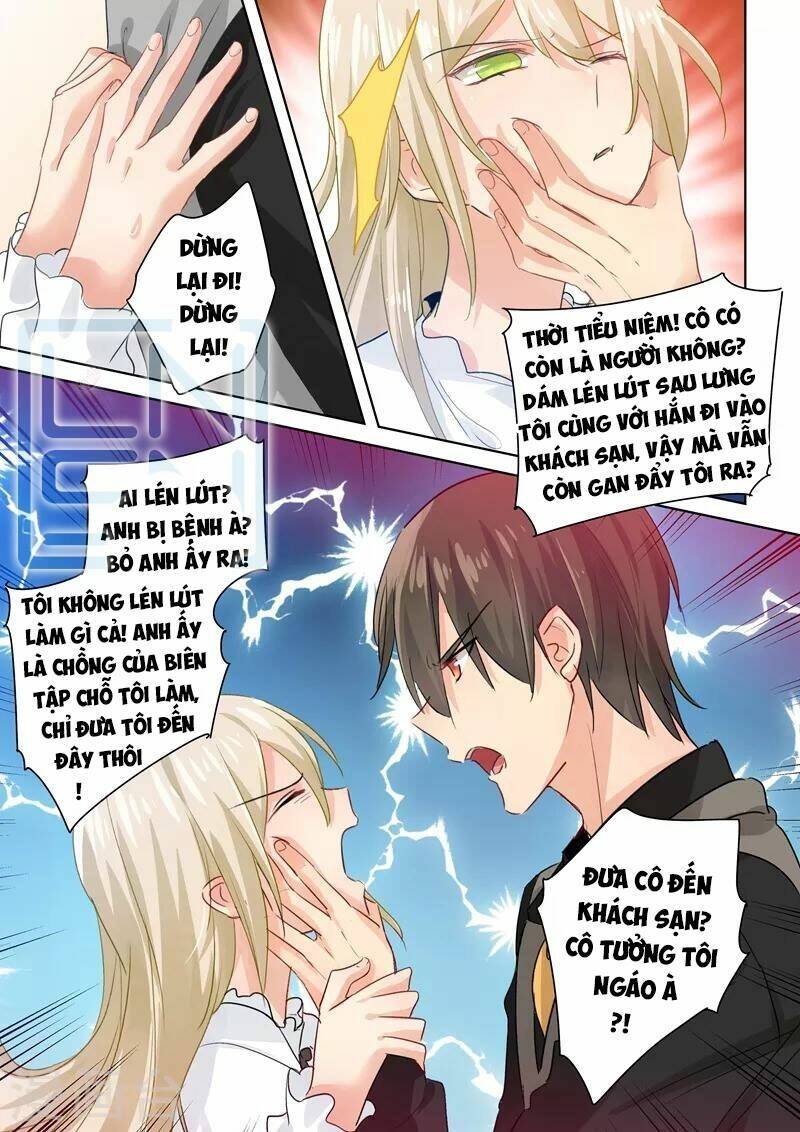 DỪNG
LẠI ĐI!
DỪNG
LẠI!
THỜI TIỂU NIỆM! CÔ CÓ
CÒN LÀ NGƯỜI KHÔNG?
DÁM LÉN LÚT SAU LƯNG
TÔI CÙNG VỚI HẮN ĐI VÀO
KHÁCH SẠN, VẬY MÀ VẪN
CÒN GAN ĐẨY TÔI RA?
AI LÉN LÚT?
ANH BỊ BỆNH À?
BỎ ANH ẤY RA!
TÔI KHÔNG LÉN LÚT
LÀM GÌ CẢ! ANH ẤY
LÀ CHỒNG CỦA BIÊN
TẬP CHỖ TÔI LÀM,
CHỈ ĐƯA TÔI ĐẾN
ĐÂY THÔI
!
ĐƯA CÔ ĐẾN
KHÁCH SẠN?
CÔ TƯỞNG TÔI
NGÁO À
?!